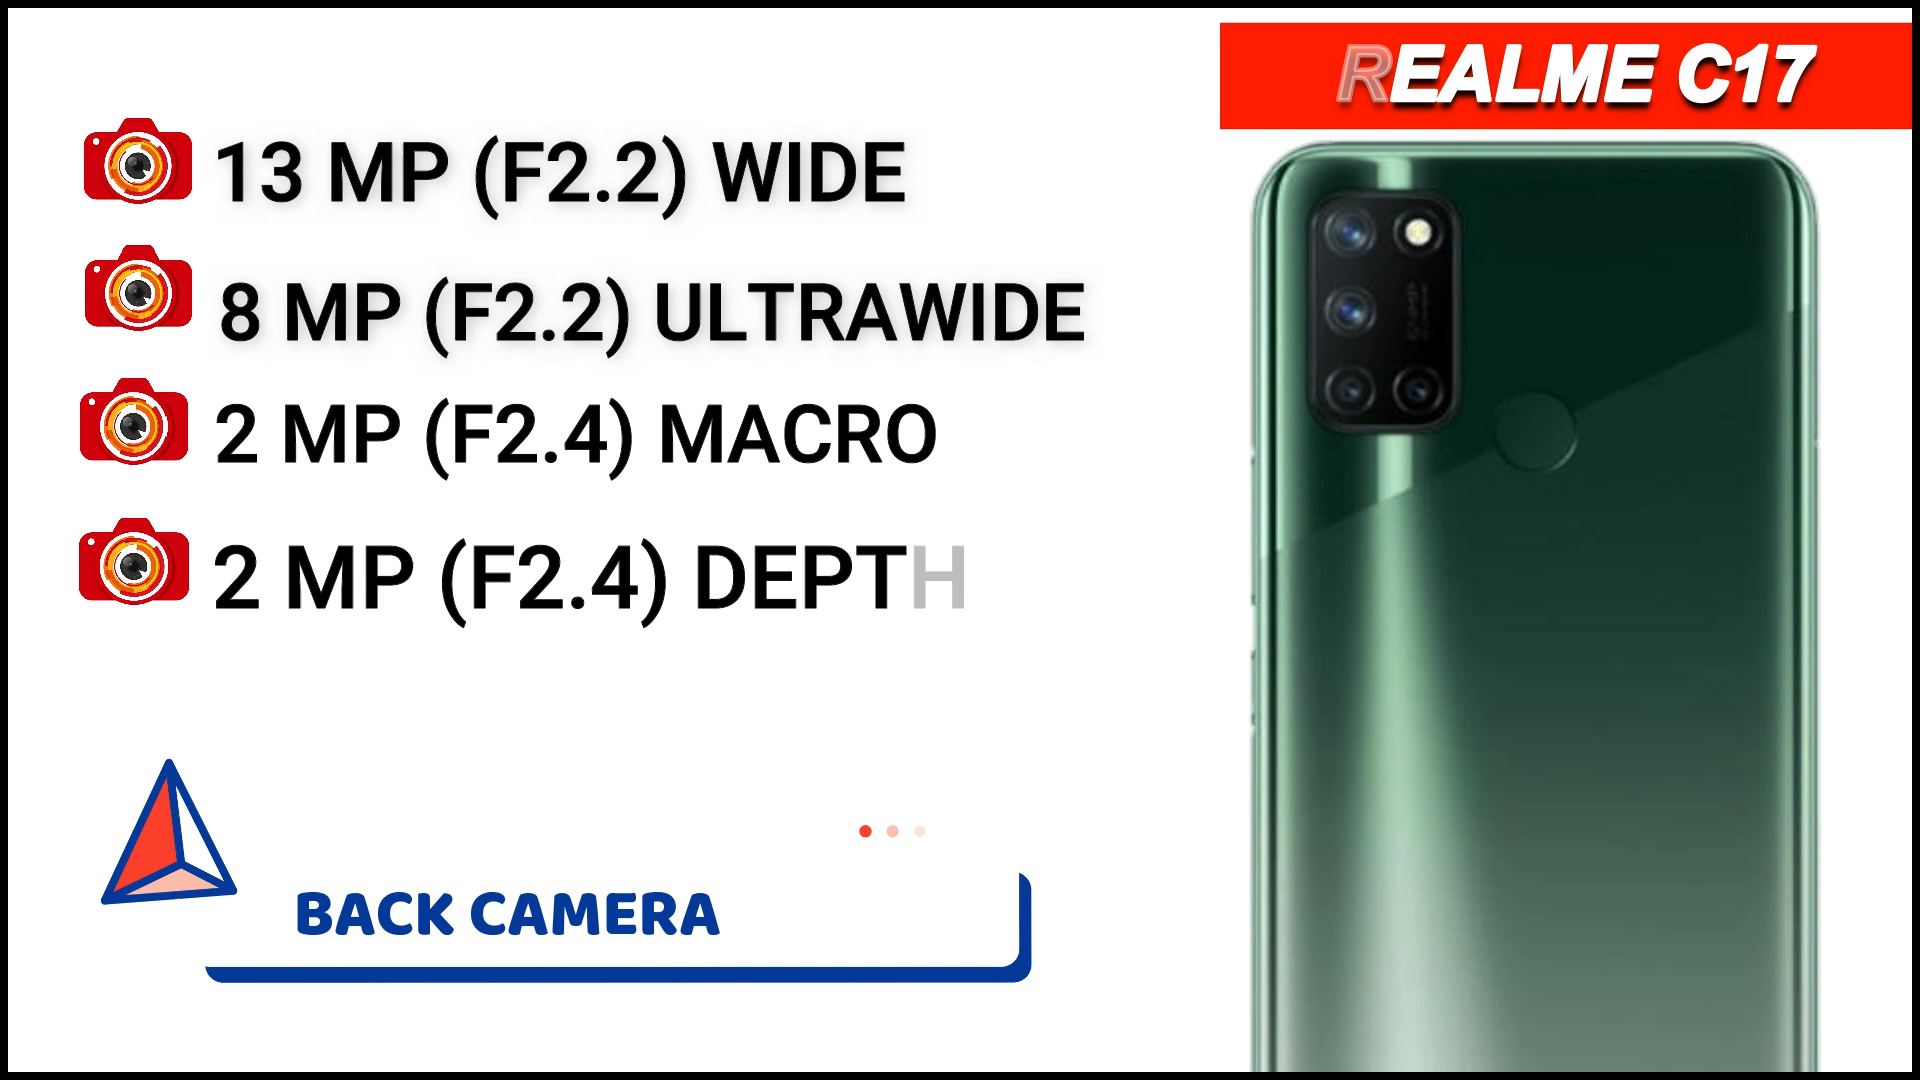 REALME C17
13 MP (F2.2) WIDE
8 MP (F2.2) ULTRAWIDE
2 MP (F2.4) MACRO
2 MP (F2.4) DEPTH
BACK CAMERA